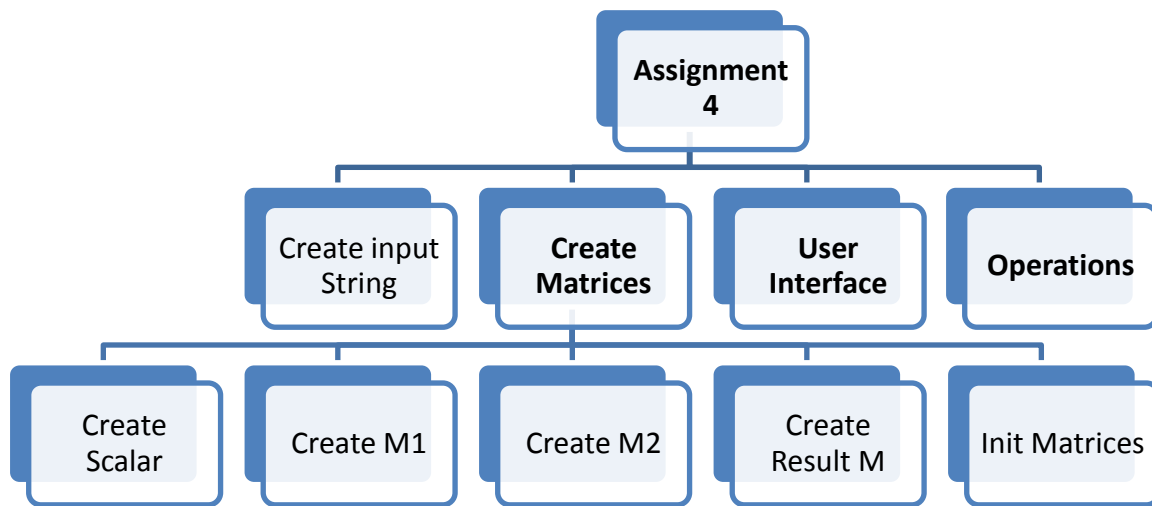 Assignment
4
Create input
String
Create
Matrices
User
Interface
Operations
Create
Scalar
Create M1
Create M2
Create
Result M
Init Matrices